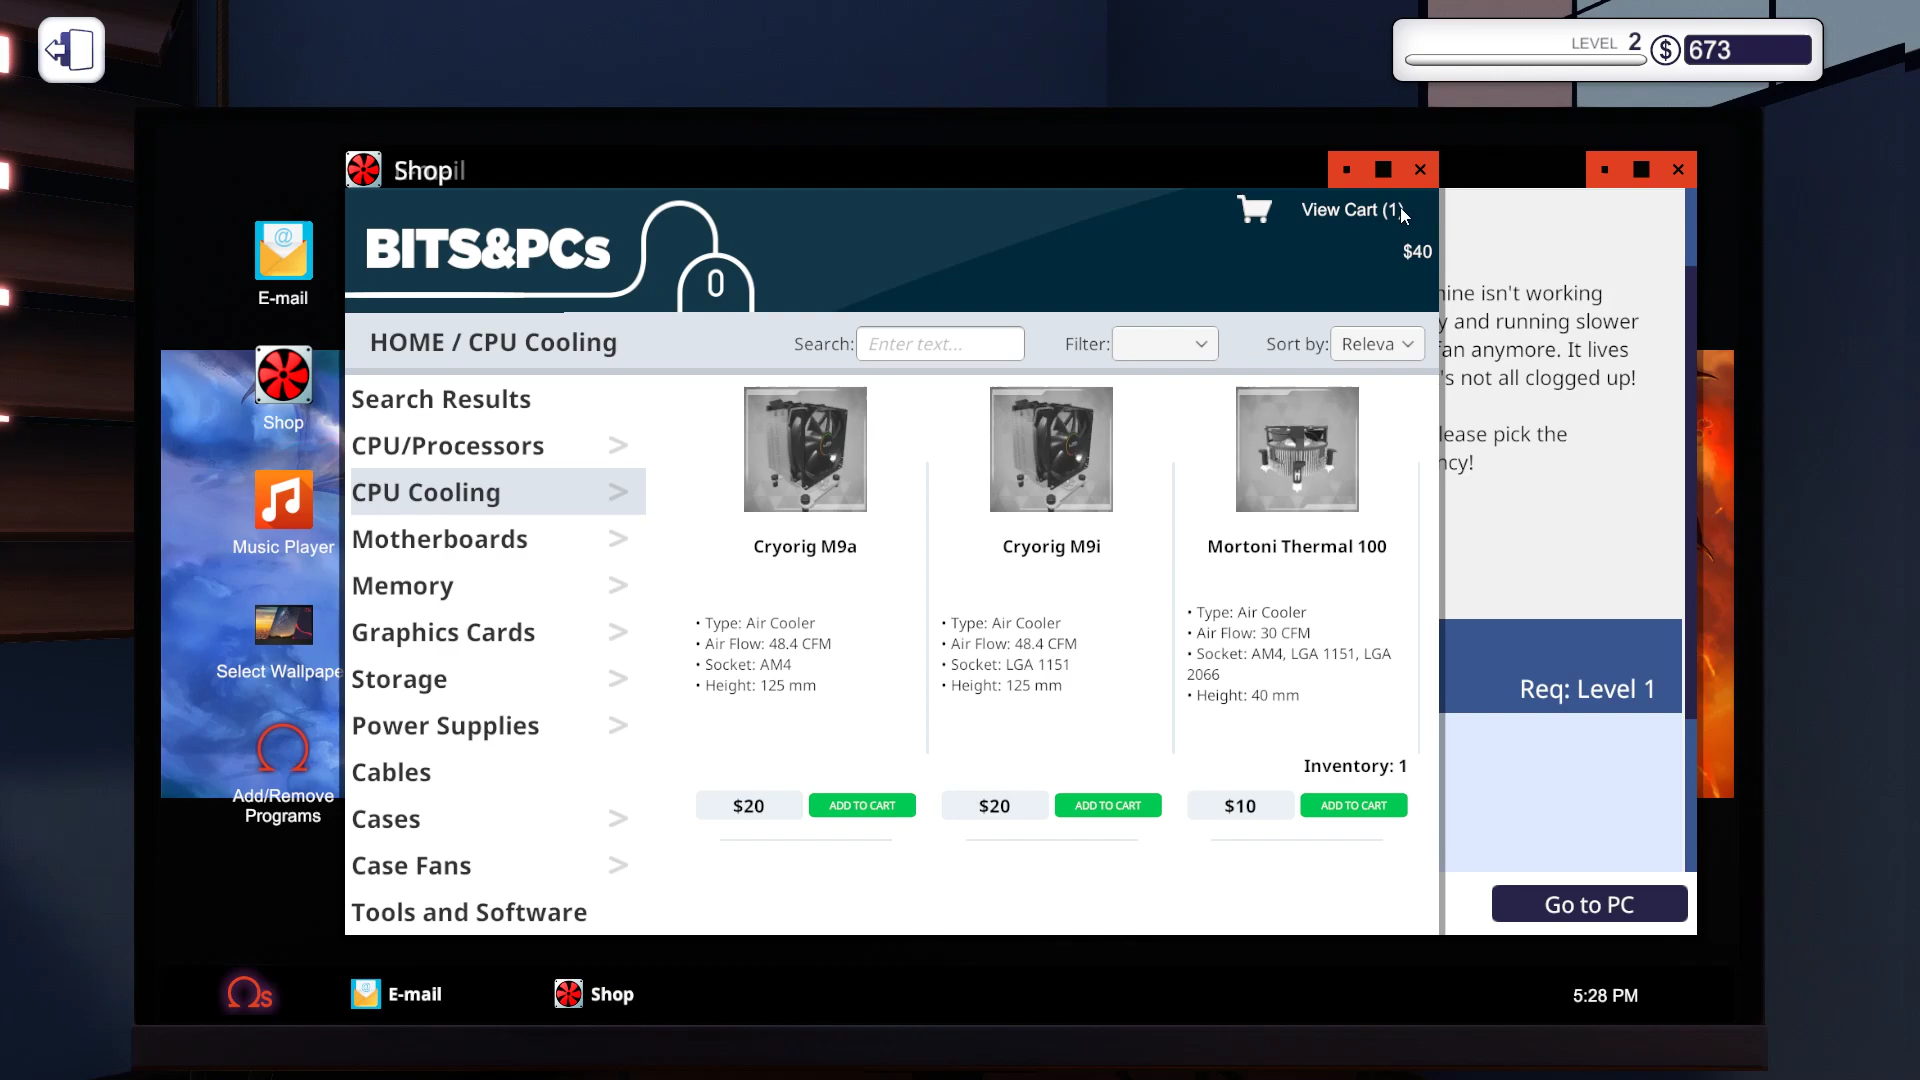 LEVEL 2
$ 673
Shop
BITS&PCs
View Cart (1)
$40
HOME / CPU Cooling
Search: Enter text...
Filter:
Sort by: Releva
Search Results
CPU/Processors >
CPU Cooling >
Motherboards >
Memory >
Graphics Cards >
Storage >
Power Supplies >
Cables
Cases >
Case Fans >
Tools and Software
Cryorig M9a
• Type: Air Cooler
• Air Flow: 48.4 CFM
• Socket: AM4
• Height: 125 mm
$20 ADD TO CART
Cryorig M9i
• Type: Air Cooler
• Air Flow: 48.4 CFM
• Socket: LGA 1151
• Height: 125 mm
$20 ADD TO CART
Mortoni Thermal 100
• Type: Air Cooler
• Air Flow: 30 CFM
• Socket: AM4, LGA 1151, LGA
2066
• Height: 40 mm
Inventory: 1
$10 ADD TO CART
isn't working
and running slower
anymore. It lives
not all clogged up!
pick the
Req: Level 1
Go to PC
E-mail
Shop
Music Player
Select Wallpape
Add/Remove
Programs
Ωs
E-mail
Shop
5:28 PM